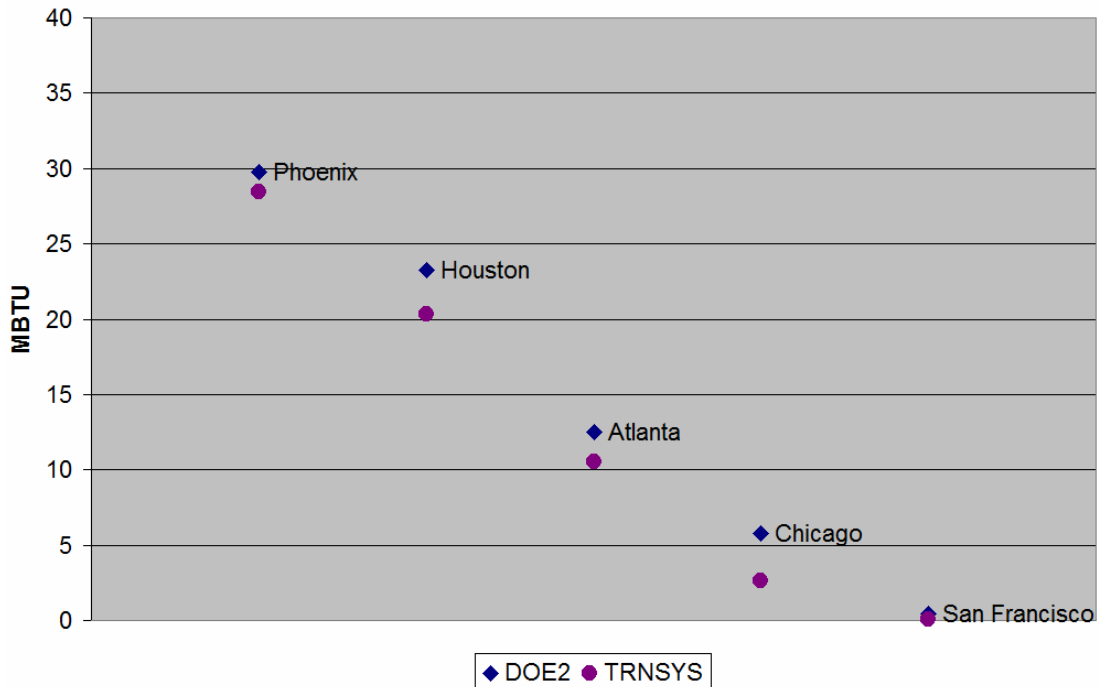 40
35
30
25
20
15
10
5
0
MBTU
Phoenix
Houston
Atlanta
Chicago
San Francisco
DOE2 TRNSYS